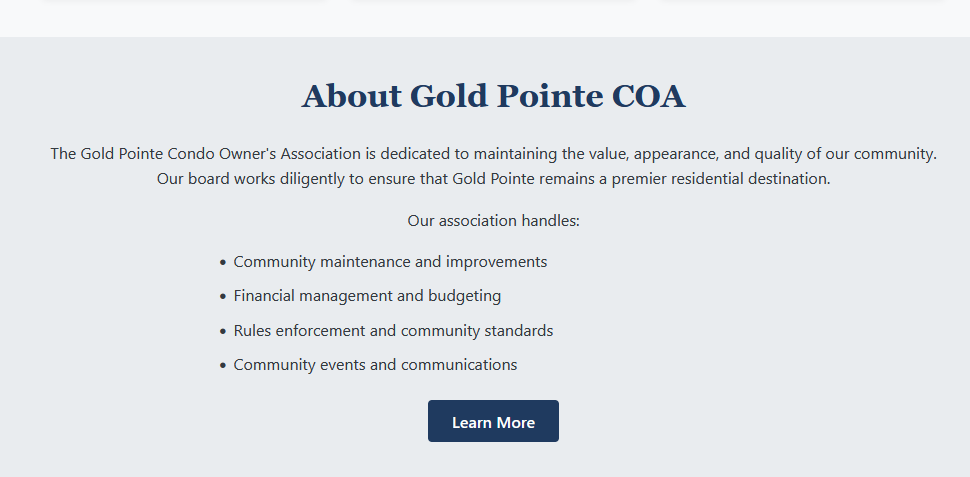 About Gold Pointe COA
The Gold Pointe Condo Owner's Association is dedicated to maintaining the value, appearance, and quality of our community.
Our board works diligently to ensure that Gold Pointe remains a premier residential destination.
Our association handles:
• Community maintenance and improvements
• Financial management and budgeting
• Rules enforcement and community standards
• Community events and communications
Learn More